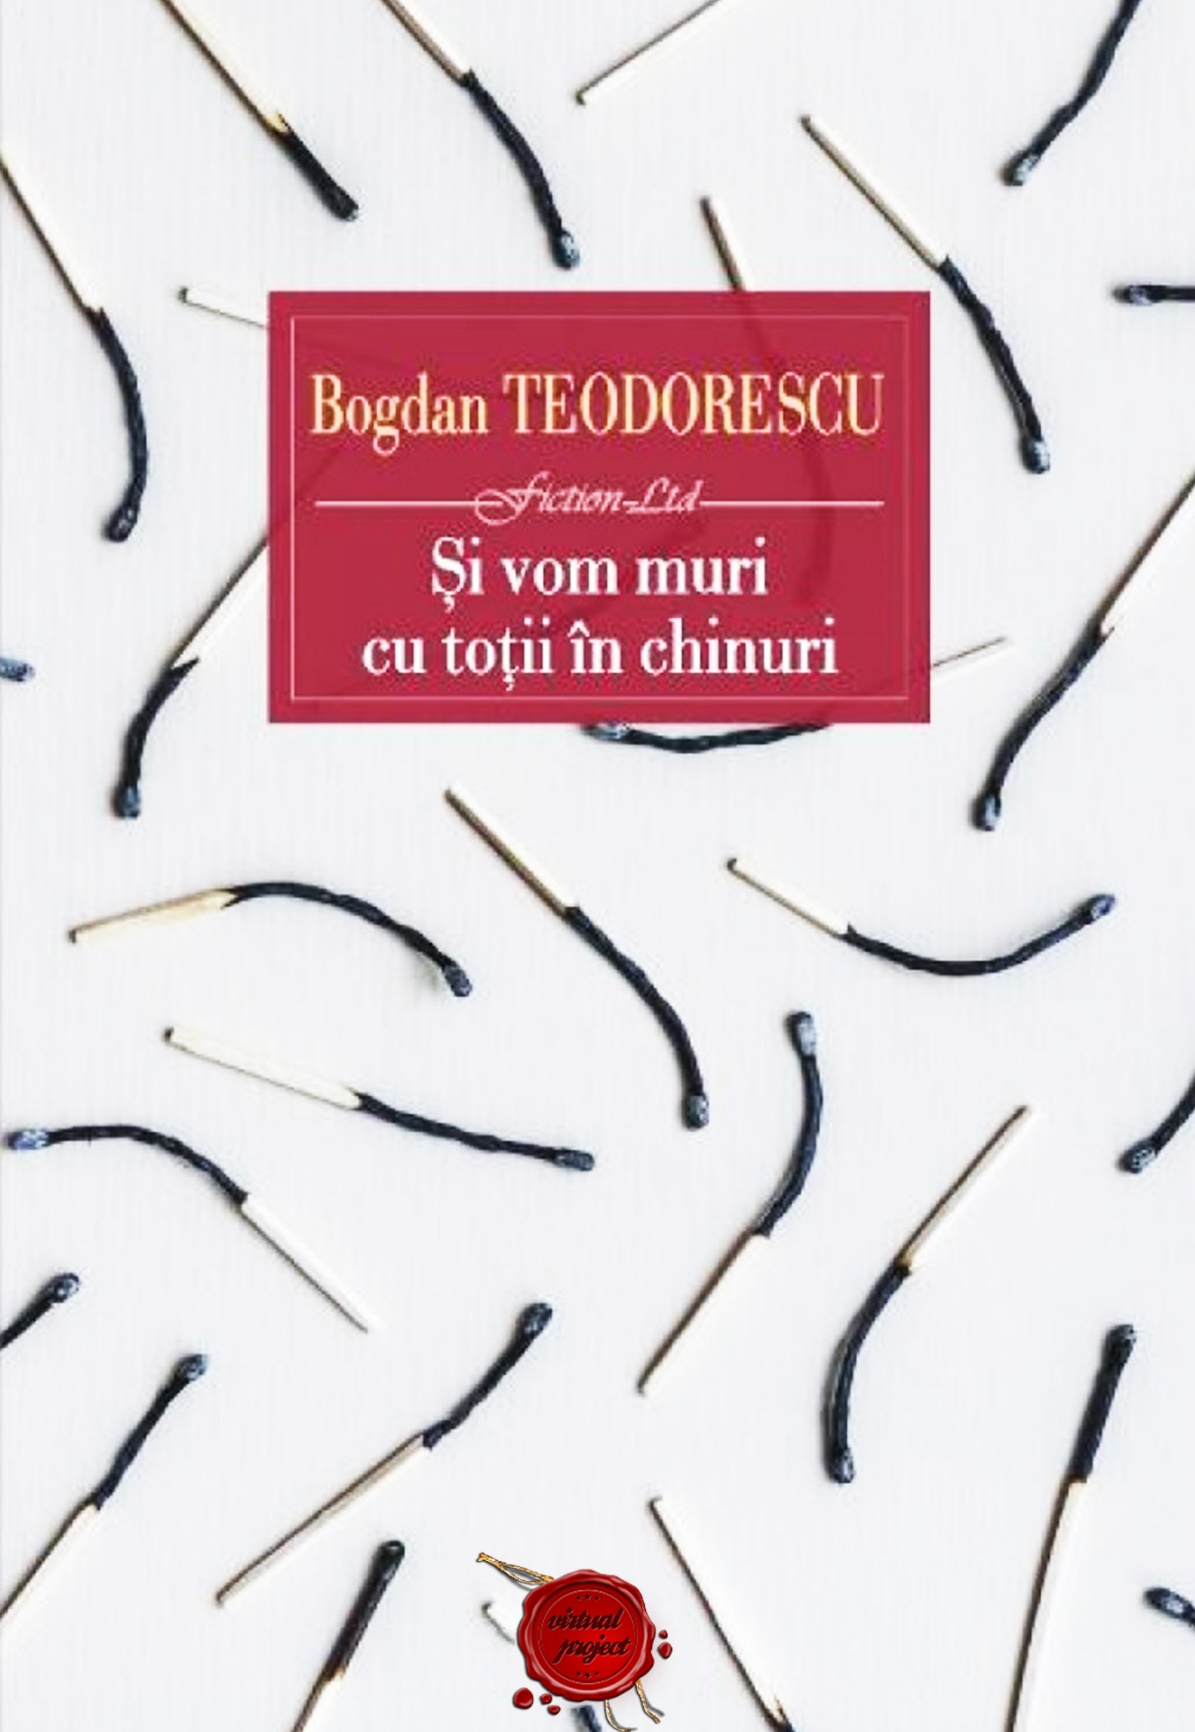 Bogdan TEODORESCU
Fiction Ltd
Și vom muri
cu toții în chinuri
virtual
project